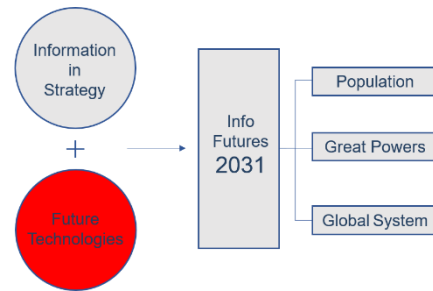 Information
in
Strategy
+
Future
Technologies
Info
Futures
2031
Population
Great Powers
Global System